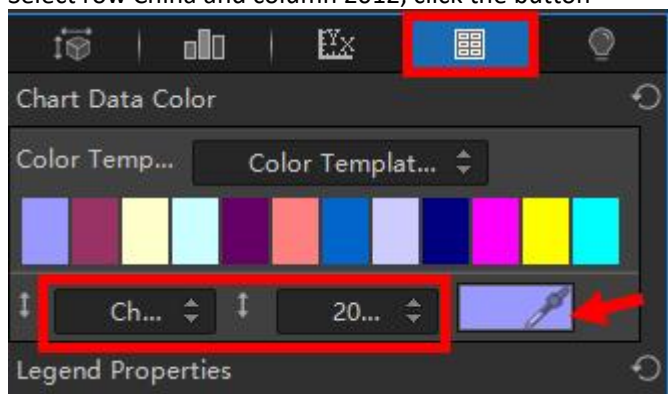 Select row China and column 2012, click the button
Chart Data Color
Color Temp... Color Templat...
Ch... 20...
Legend Properties